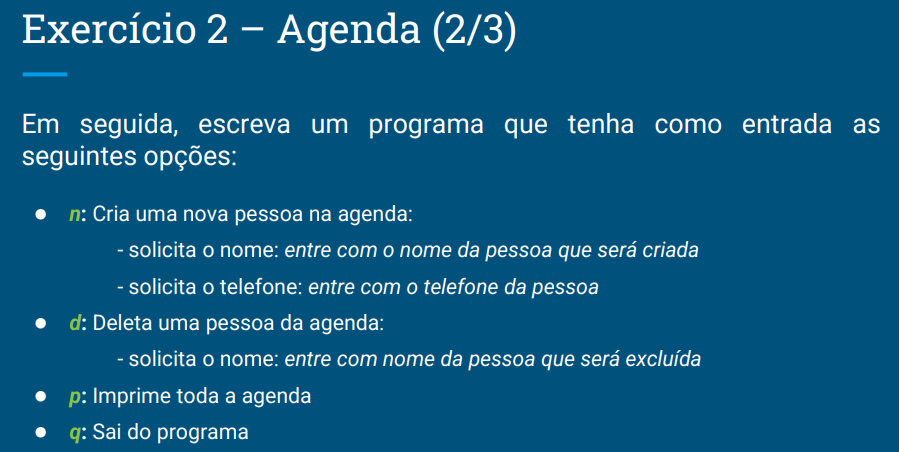 Exercício 2 – Agenda (2/3)
Em seguida, escreva um programa que tenha como entrada as
seguintes opções:
● n: Cria uma nova pessoa na agenda:
- solicita o nome: entre com o nome da pessoa que será criada
- solicita o telefone: entre com o telefone da pessoa
● d: Deleta uma pessoa da agenda:
- solicita o nome: entre com nome da pessoa que será excluída
● p: Imprime toda a agenda
● q: Sai do programa